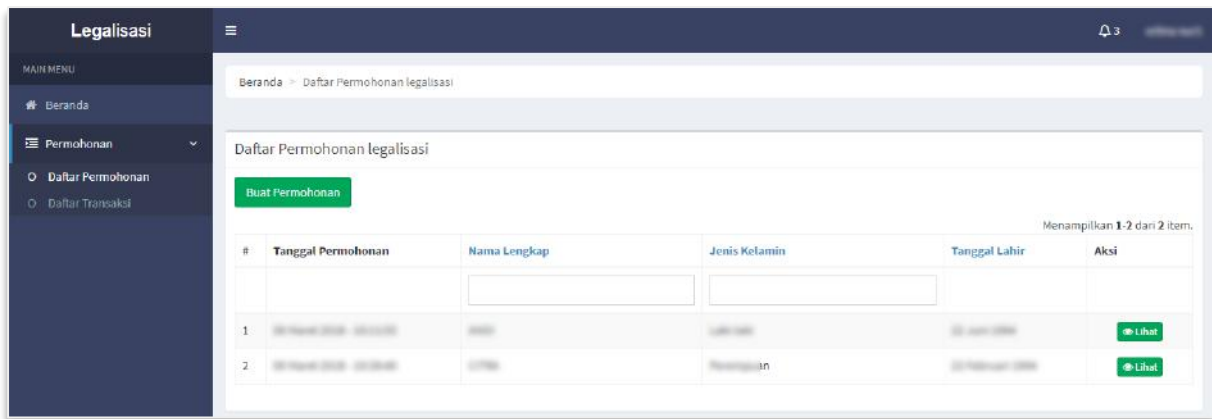 Legalisasi
3
MAIN MENU
Beranda
Permohonan
Daftar Permohonan
Daftar Transaksi
Beranda > Daftar Permohonan legalisasi
Daftar Permohonan legalisasi
Buat Permohonan
Menampilkan 1-2 dari 2 item.
# Tanggal Permohonan Nama Lengkap Jenis Kelamin Tanggal Lahir Aksi
1 Lihat
2 Lihat